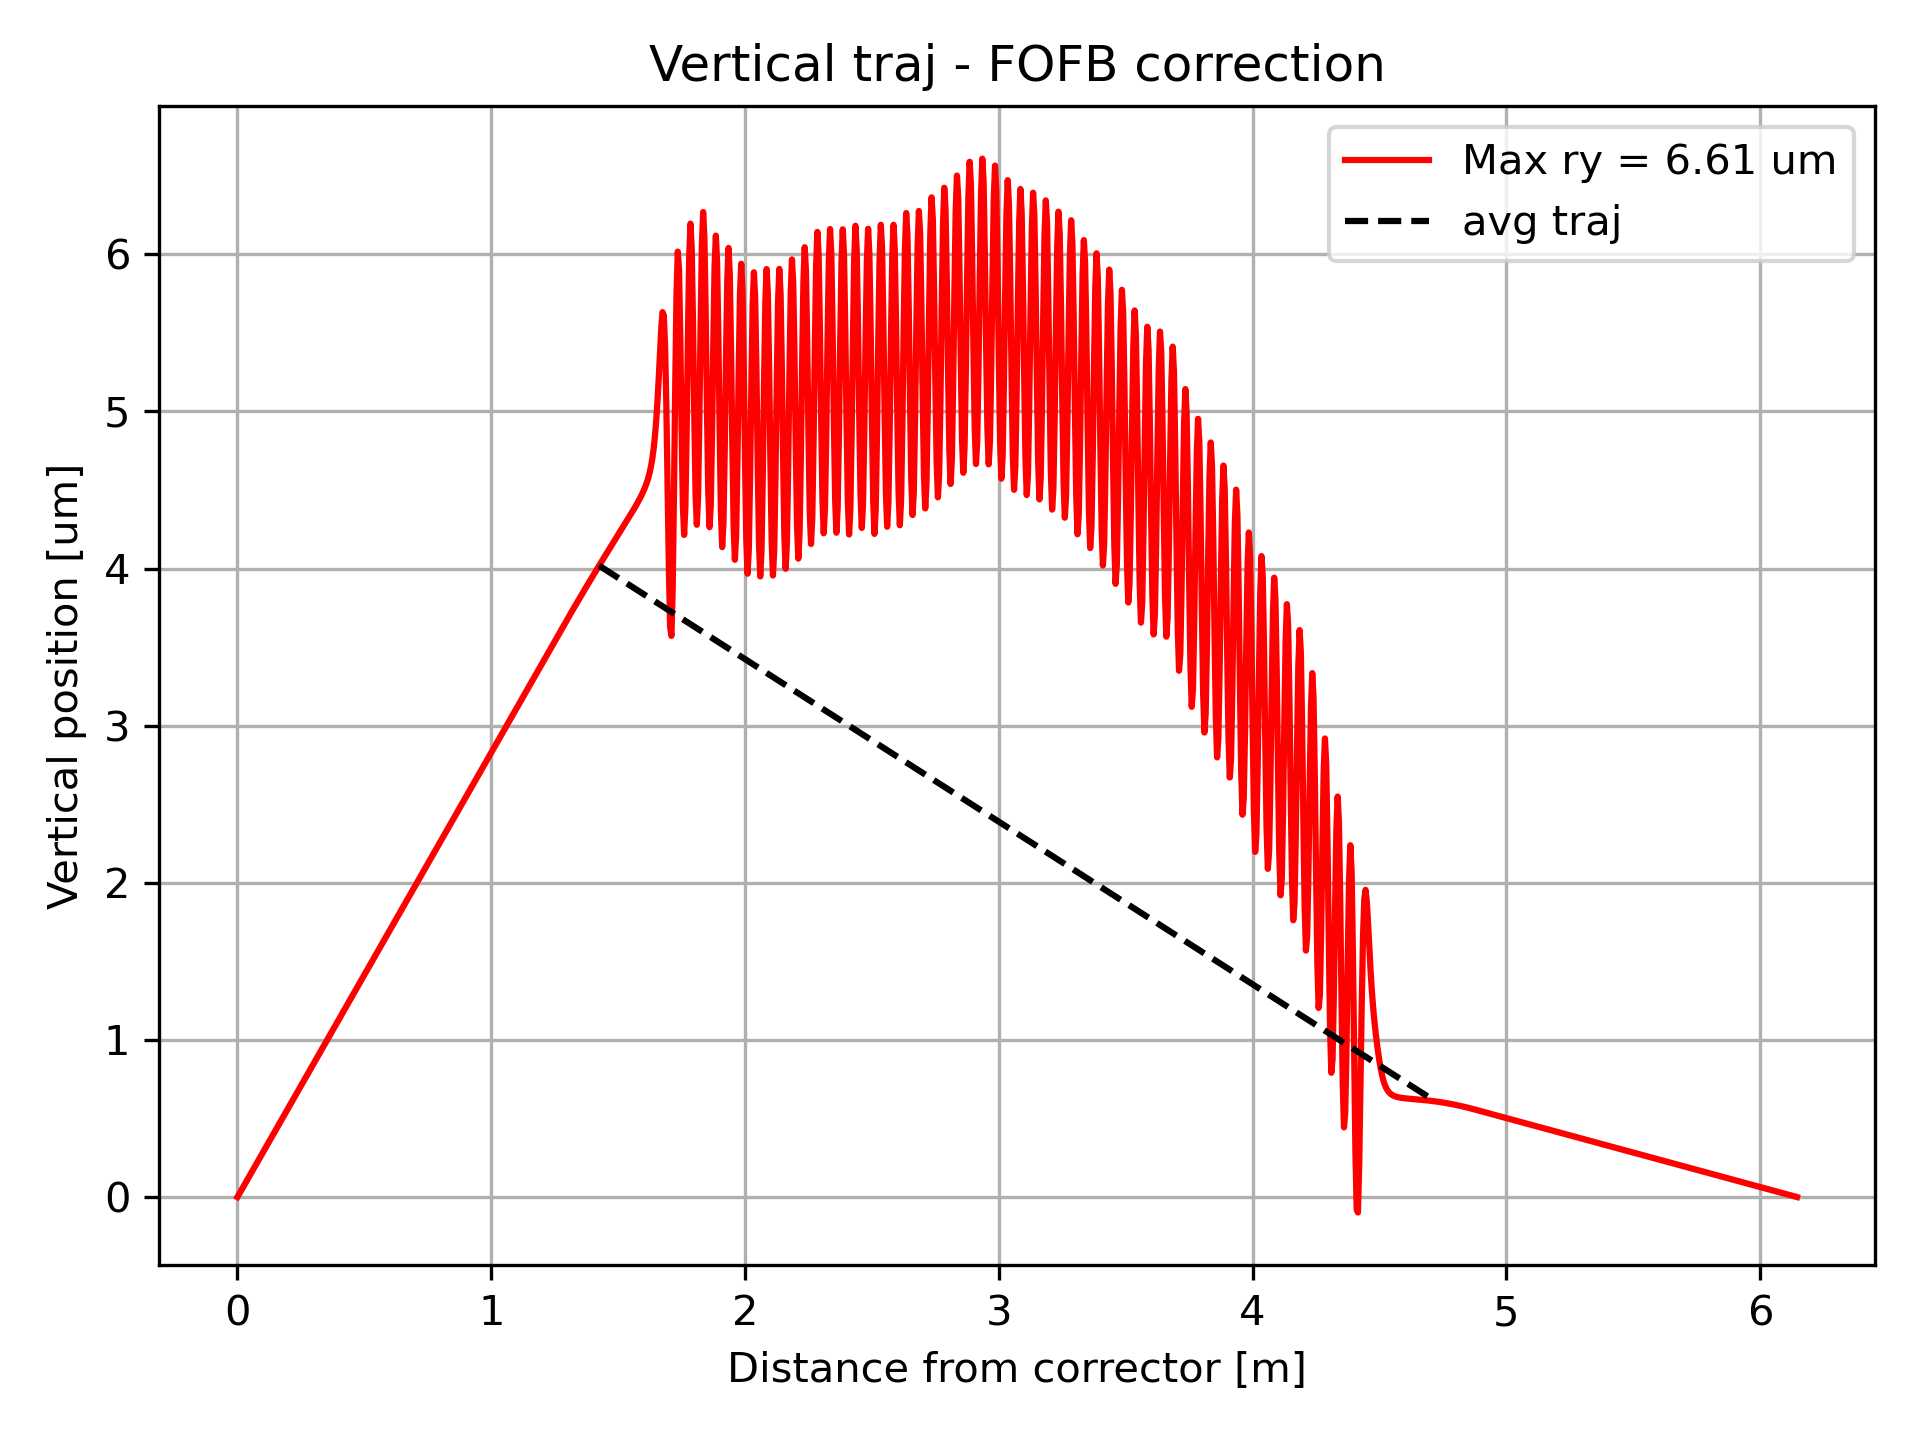 Vertical traj - FOFB correction
Max ry = 6.61 um
avg traj
Vertical position [um]
6
5
4
3
2
1
0
0 1 2 3 4 5 6
Distance from corrector [m]